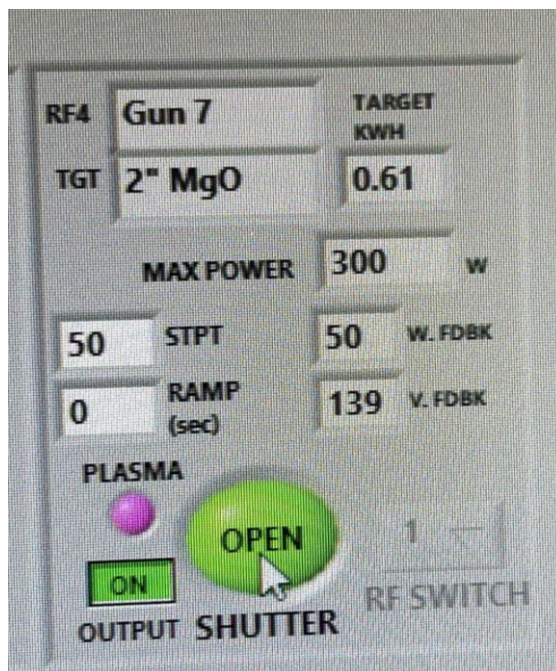 RF4 Gun 7 TARGET
KWH
TGT 2" MgO 0.61
MAX POWER 300 W
50 STPT 50 W. FDBK
0 RAMP 139 V. FDBK
(sec)
PLASMA
OPEN 1
ON RF SWITCH
OUTPUT SHUTTER